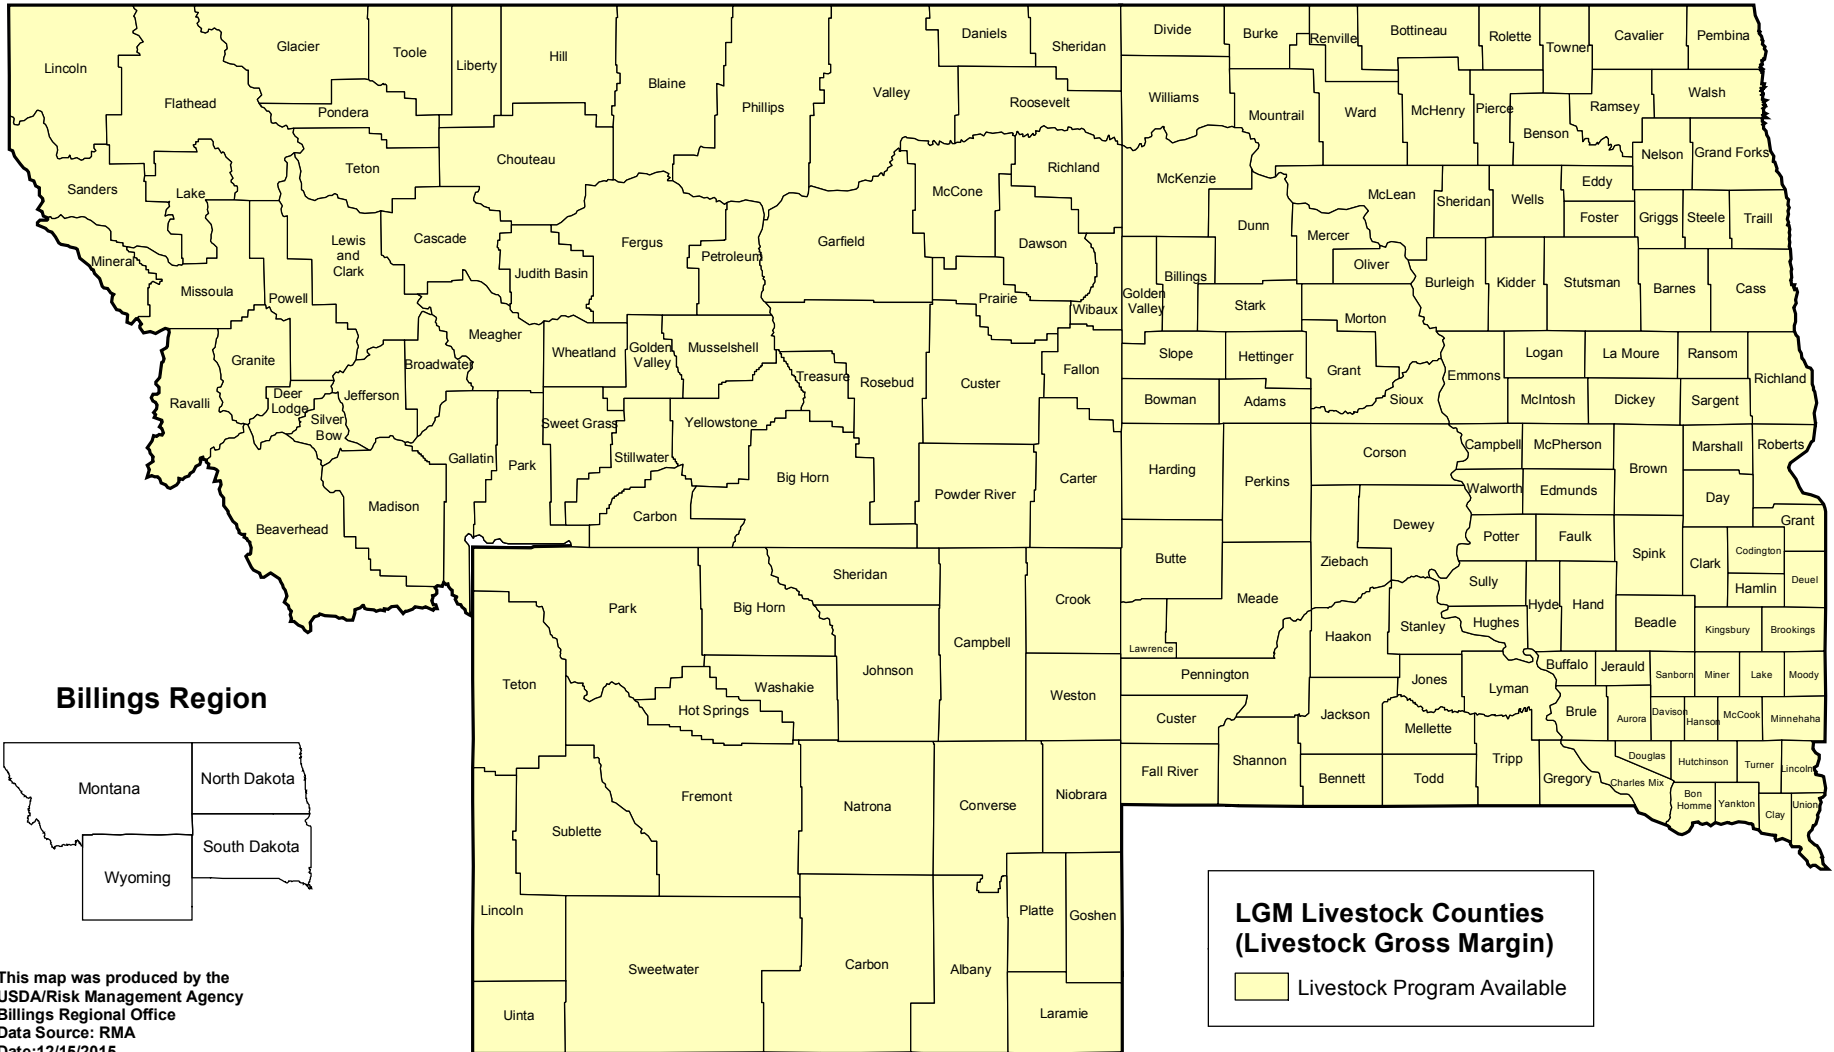 Lincoln
Flathead
Glacier
Toole
Liberty
Hill
Blaine
Phillips
Valley
Daniels
Sheridan
Roosevelt
Pondera
Teton
Chouteau
Sanders
Lake
Lewis
and
Clark
Cascade
Judith Basin
Fergus
Petroleum
Garfield
McCone
Richland
Dawson
Prairie
Wibaux
Mineral
Missoula
Powell
Meagher
Granite
Broadwater
Wheatland
Golden
Valley
Musselshell
Treasure
Rosebud
Custer
Fallon
Ravalli
Deer
Lodge
Jefferson
Silver
Bow
Sweet Grass
Yellowstone
Stillwater
Gallatin
Park
Big Horn
Carbon
Powder River
Carter
Beaverhead
Madison
Divide
Burke
Renville
Bottineau
Rolette
Towner
Cavalier
Pembina
Williams
Mountrail
Ward
McHenry
Pierce
Ramsey
Walsh
Benson
Nelson
Grand Forks
McKenzie
McLean
Sheridan
Wells
Eddy
Foster
Griggs
Steele
Traill
Dunn
Mercer
Oliver
Billings
Golden
Valley
Stark
Morton
Burleigh
Kidder
Stutsman
Barnes
Cass
Slope
Hettinger
Grant
Emmons
Logan
La Moure
Ransom
Richland
Bowman
Adams
Sioux
McIntosh
Dickey
Sargent
Harding
Perkins
Corson
Campbell
McPherson
Brown
Marshall
Roberts
Walworth
Edmunds
Day
Butte
Ziebach
Dewey
Potter
Faulk
Spink
Clark
Codington
Grant
Hamlin
Deuel
Meade
Sully
Hyde
Hand
Haakon
Stanley
Hughes
Beadle
Kingsbury
Brookings
Lawrence
Pennington
Jones
Lyman
Buffalo
Jerauld
Sanborn
Miner
Lake
Moody
Custer
Jackson
Mellette
Brule
Aurora
Davison
Hanson
McCook
Minnehaha
Fall River
Shannon
Bennett
Todd
Tripp
Gregory
Douglas
Charles Mix
Hutchinson
Turner
Lincoln
Bon
Homme
Yankton
Clay
Union
Park
Big Horn
Sheridan
Campbell
Crook
Johnson
Teton
Washakie
Hot Springs
Weston
Fremont
Sublette
Natrona
Converse
Niobrara
Lincoln
Sweetwater
Carbon
Albany
Platte
Goshen
Uinta
Laramie
Billings Region
Montana
North Dakota
South Dakota
Wyoming
This map was produced by the
USDA/Risk Management Agency
Billings Regional Office
Data Source: RMA
Date:12/15/2015
LGM Livestock Counties
(Livestock Gross Margin)
Livestock Program Available